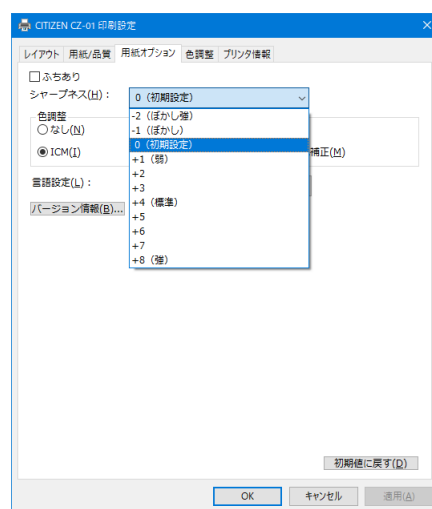 CITIZEN CZ-01 印刷設定
レイアウト 用紙/品質 用紙オプション 色調整 プリンタ情報
ふちあり
シャープネス(H)： 0（初期設定）
-2（ぼかし強）
色調整
なし(N)
-1（ぼかし）
0（初期設定）
ICM(I)
+1（弱） 補正(M)
+2
言語設定(L)：
+3
+4（標準）
バージョン情報(B)...
+5
+6
+7
+8（強）
初期値に戻す(D)
OK キャンセル 適用(A)